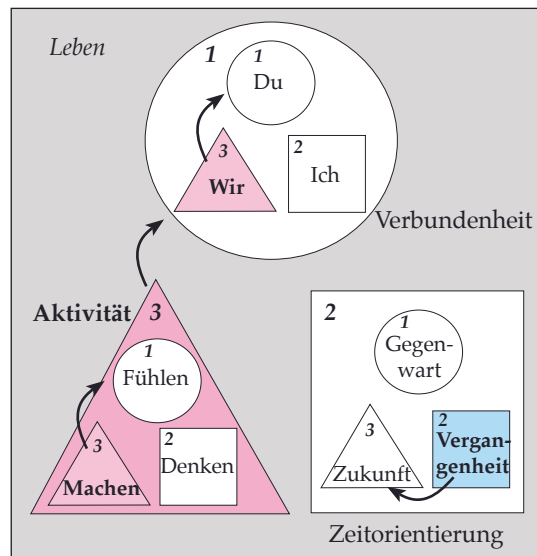 Leben
1
1
Du
3
Wir
2
Ich
Verbundenheit
Aktivität
3
1
Fühlen
3
Machen
2
Denken
2
1
Gegen-
wart
3
Zukunft
2
Vergan-
genheit
Zeitorientierung